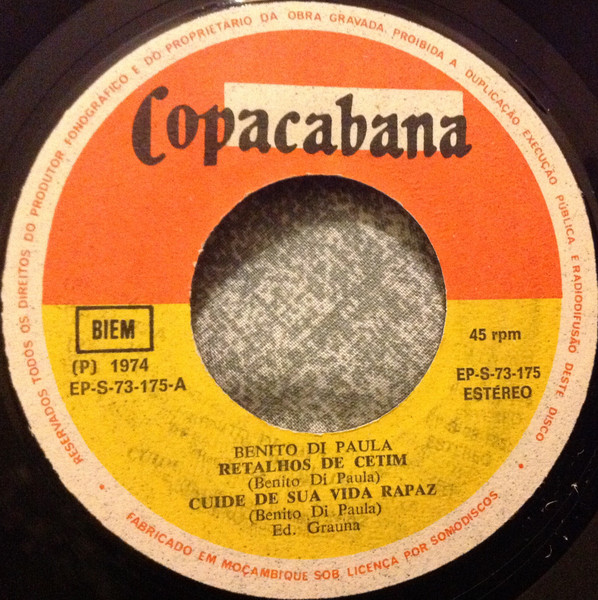 RESERVADOS TODOS OS DIREITOS DO PRODUTOR FONOGRÁFICO E DO PROPRIETÁRIO DA OBRA GRAVADA. PROIBIDA A DUPLICAÇÃO EXECUÇÃO PÚBLICA E RADIODIFUSÃO DESTE DISCO
Copacabana
BIEM
(P) 1974
EP-S-73-175-A
45 rpm
EP-S-73-175
ESTÉREO
BENITO DI PAULA
RETALHOS DE CETIM
(Benito Di Paula)
CUIDE DE SUA VIDA RAPAZ
(Benito Di Paula)
Ed. Grauna
FABRICADO EM MOÇAMBIQUE SOB LICENÇA POR SOMODISCOS